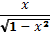 x
√1 − x²